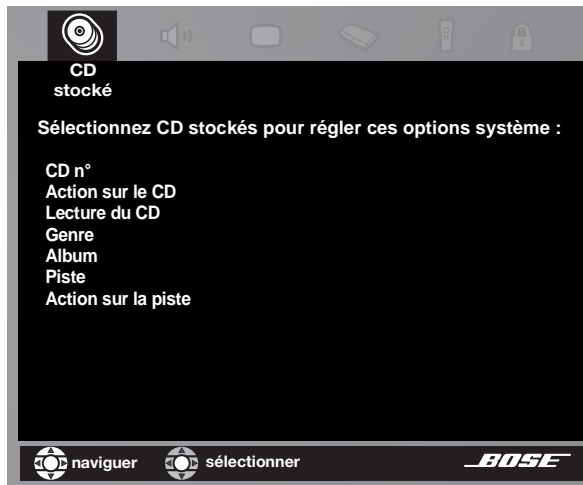 CD
stocké
Sélectionnez CD stockés pour régler ces options système :
CD n°
Action sur le CD
Lecture du CD
Genre
Album
Piste
Action sur la piste
naviguer sélectionner BOSE